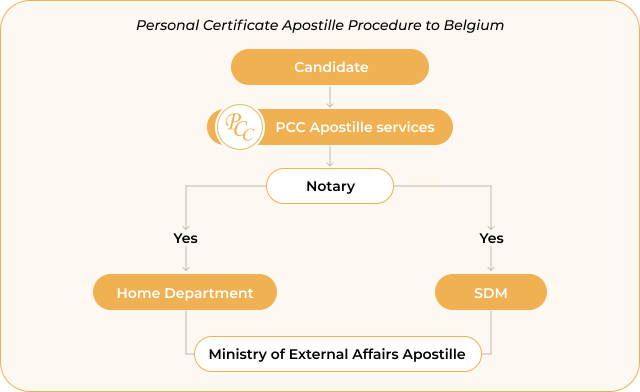 Personal Certificate Apostille Procedure to Belgium
Candidate
PCC
PCC Apostille services
Notary
Yes
Yes
Home Department
SDM
Ministry of External Affairs Apostille